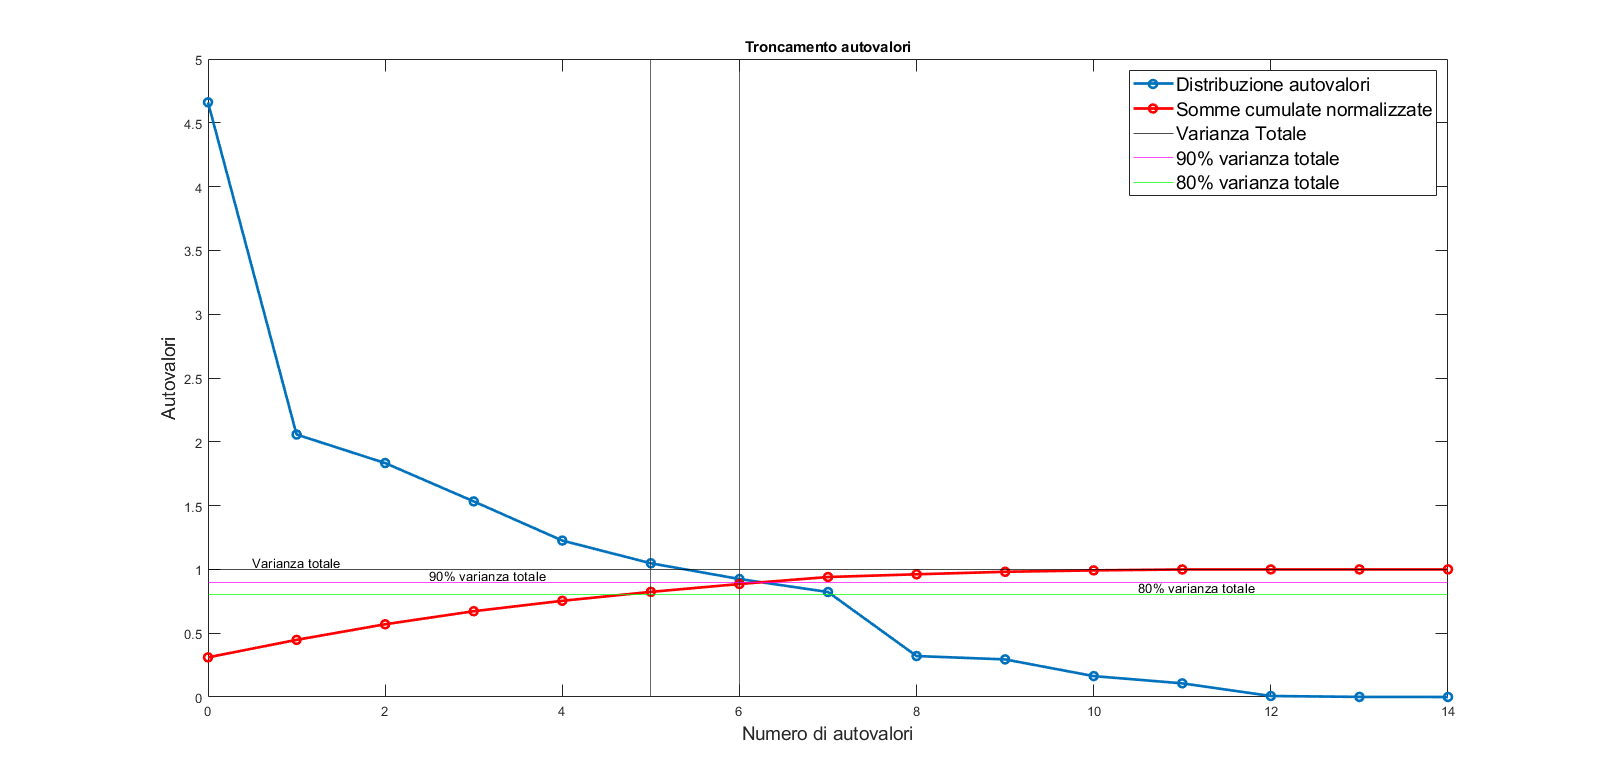 Troncamento autovalori
Distribuzione autovalori
Somme cumulate normalizzate
Varianza Totale
90% varianza totale
80% varianza totale
5
4.5
4
3.5
3
2.5
2
1.5
1
0.5
0
Autovalori
Varianza totale
90% varianza totale
80% varianza totale
0 2 4 6 8 10 12 14
Numero di autovalori